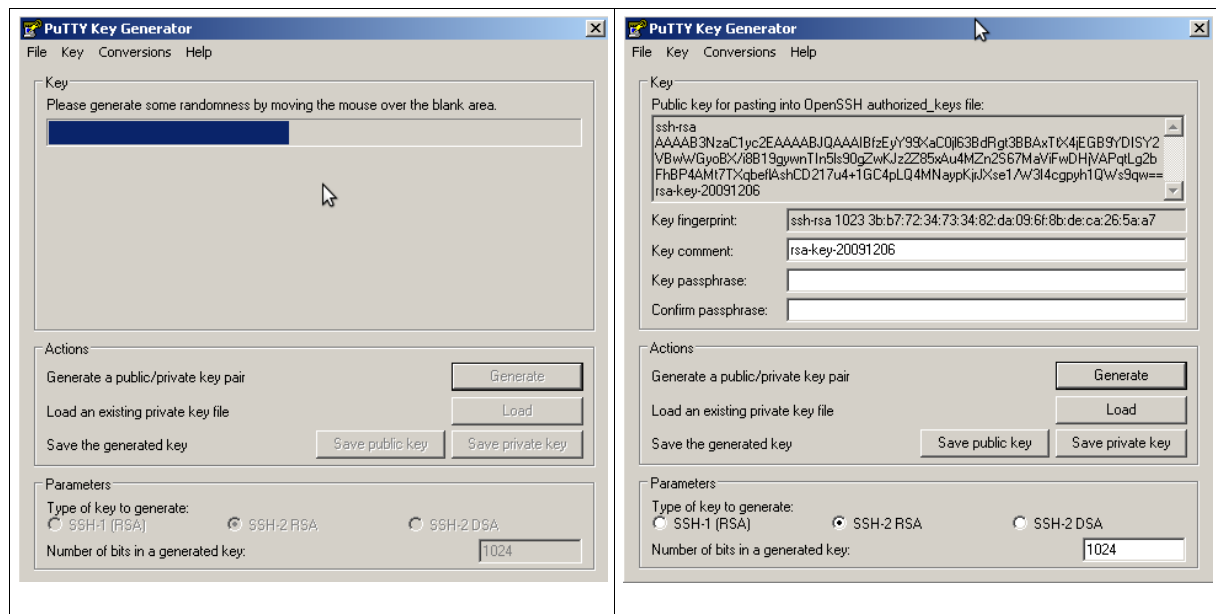 PuTTY Key Generator
File Key Conversions Help
Key
Please generate some randomness by moving the mouse over the blank area.
Actions
Generate a public/private key pair
Generate
Load an existing private key file
Load
Save the generated key
Save public key
Save private key
Parameters
Type of key to generate:
SSH-1 (RSA)
SSH-2 RSA
SSH-2 DSA
Number of bits in a generated key:
1024
PuTTY Key Generator
File Key Conversions Help
Key
Public key for pasting into OpenSSH authorized_keys file:
ssh-rsa
rsa-key-20091206
Key fingerprint:
ssh-rsa 1023 3b:b7:72:34:73:34:82:da:09:6f:8b:de:ca:26:5a:a7
Key comment:
rsa-key-20091206
Key passphrase:
Confirm passphrase:
Actions
Generate a public/private key pair
Generate
Load an existing private key file
Load
Save the generated key
Save public key
Save private key
Parameters
Type of key to generate:
SSH-1 (RSA)
SSH-2 RSA
SSH-2 DSA
Number of bits in a generated key:
1024